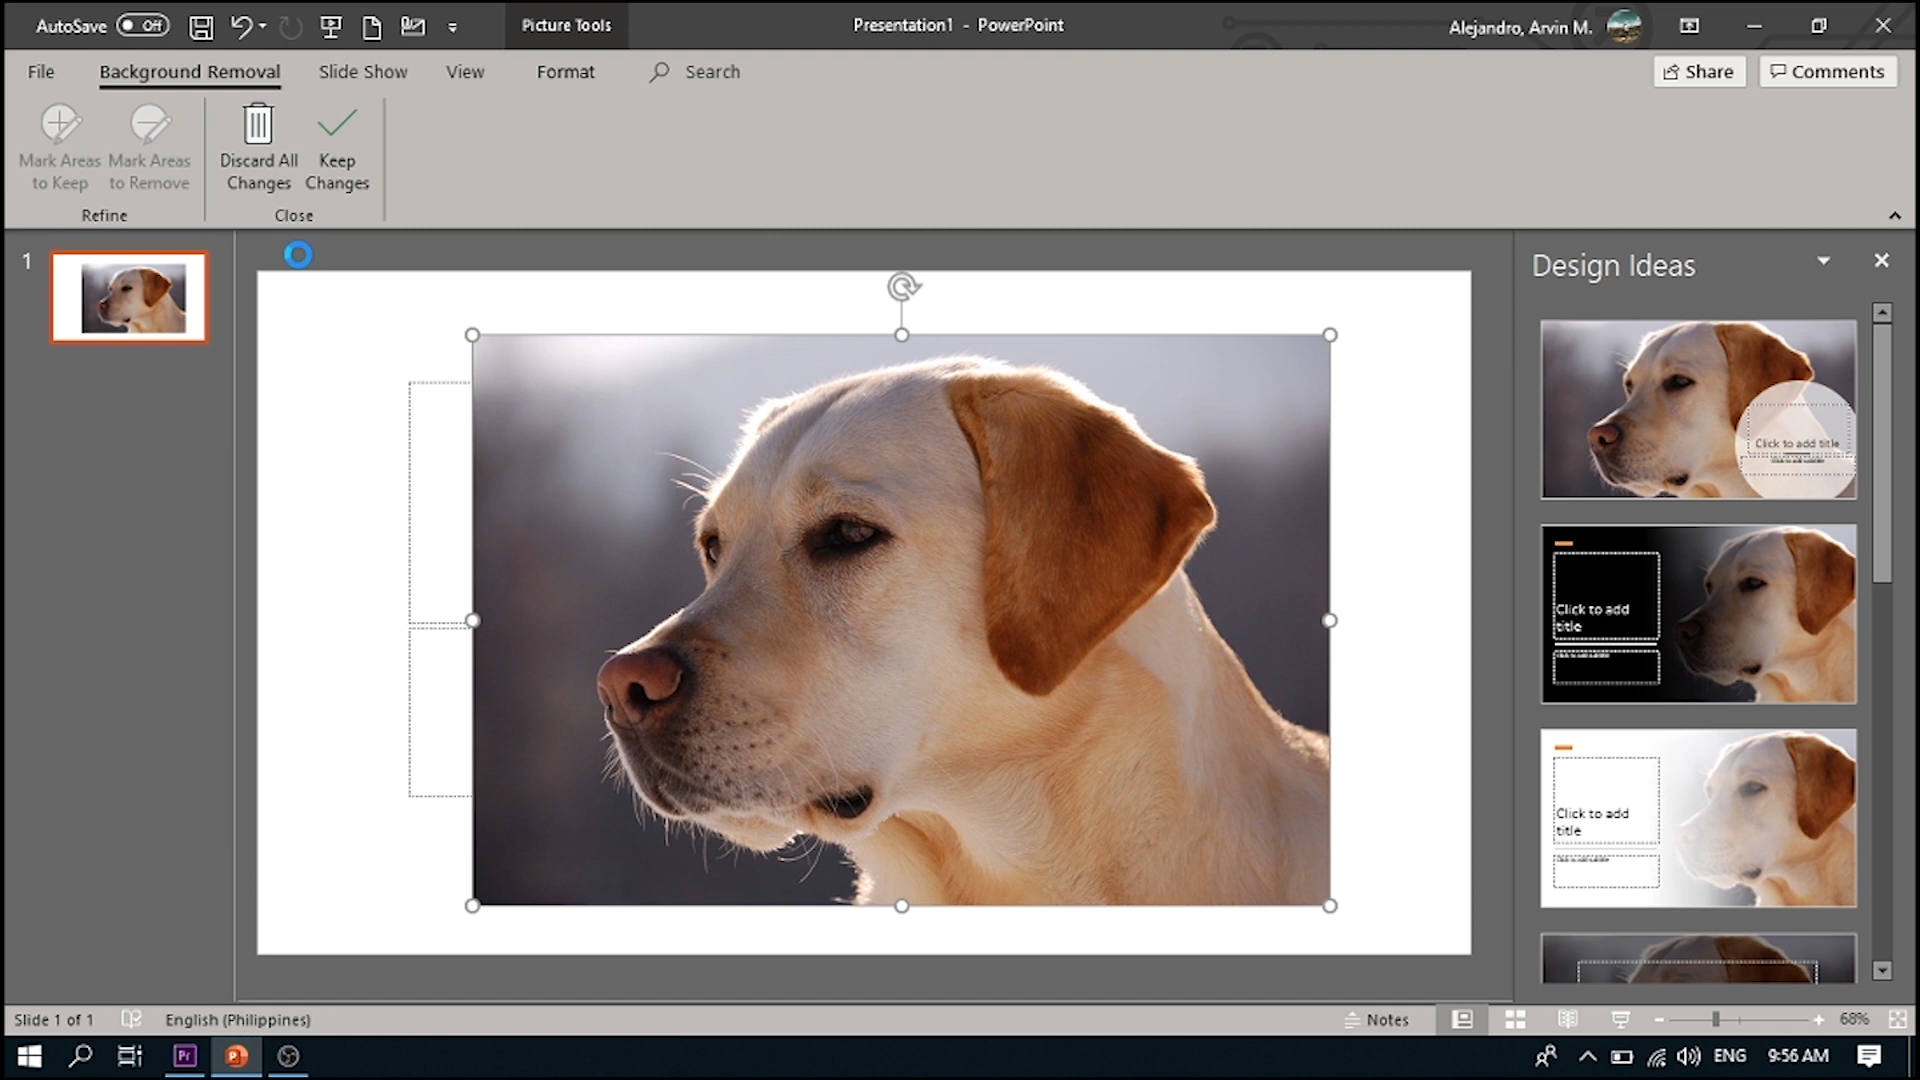 AutoSave Off
Picture Tools
Presentation1 - PowerPoint
Alejandro, Arvin M.
File Background Removal Slide Show View Format Search
Share Comments
Mark Areas to Keep
Mark Areas to Remove
Discard All Changes
Keep Changes
Refine
Close
1
Design Ideas
Click to add title
Click to add
title
Click to add
title
Slide 1 of 1 English (Philippines)
Notes
68%
Pr
P
ENG 9:56 AM